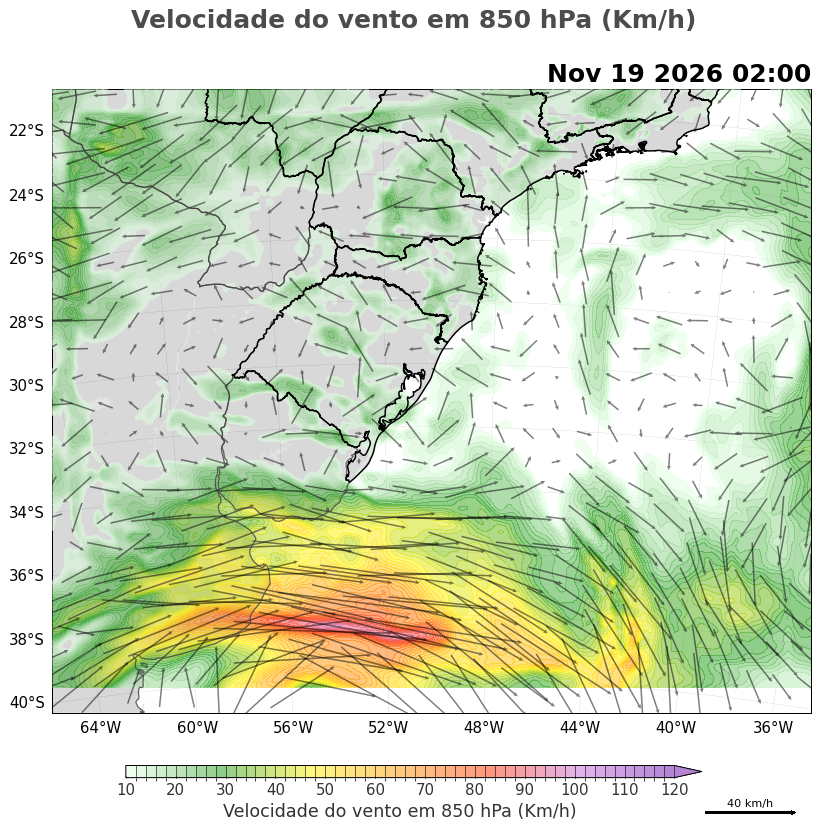 Velocidade do vento em 850 hPa (Km/h)
Nov 19 2026 02:00
22°S
24°S
26°S
28°S
30°S
32°S
34°S
36°S
38°S
40°S
64°W 60°W 56°W 52°W 48°W 44°W 40°W 36°W
10 20 30 40 50 60 70 80 90 100 110 120
Velocidade do vento em 850 hPa (Km/h)
40 km/h